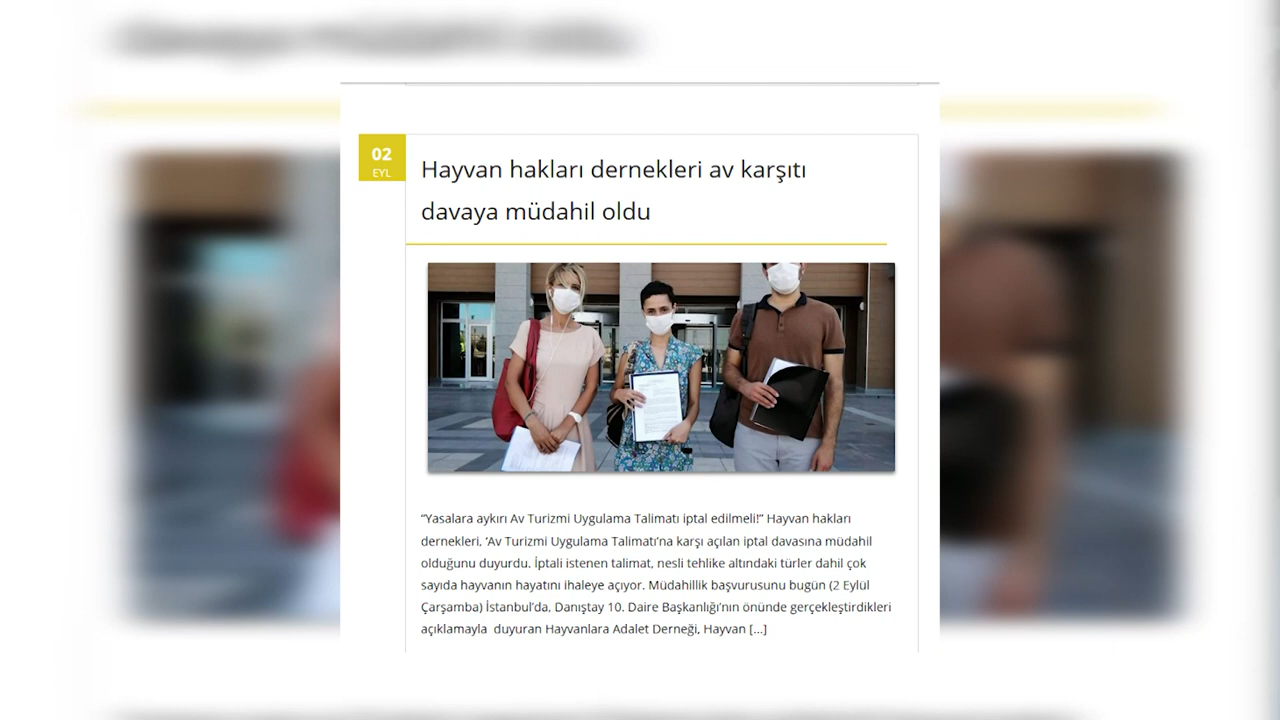 02
EYL
Hayvan hakları dernekleri av karşıtı
davaya müdahil oldu
“Yasalara aykırı Av Turizmi Uygulama Talimatı iptal edilmeli!” Hayvan hakları
dernekleri, ‘Av Turizmi Uygulama Talimatı’na karşı açılan iptal davasına müdahil
olduğunu duyurdu. İptali istenen talimat, nesli tehlike altındaki türler dahil çok
sayıda hayvanın hayatını ihaleye açıyor. Müdahillik başvurusunu bugün (2 Eylül
Çarşamba) İstanbul’da, Danıştay 10. Daire Başkanlığı’nın önünde gerçekleştirdikleri
açıklamayla duyuran Hayvanlara Adalet Derneği, Hayvan [...]